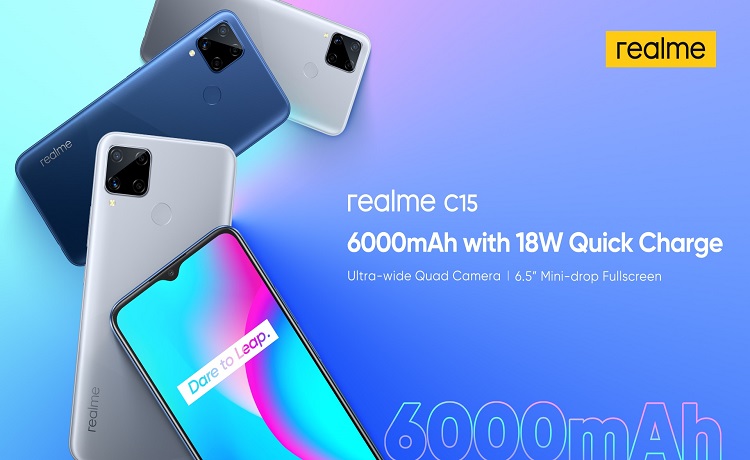 realme
realme
realme C15
6000mAh with 18W Quick Charge
Ultra-wide Quad Camera | 6.5" Mini-drop Fullscreen
Dare to Leap.
realme
6000mAh